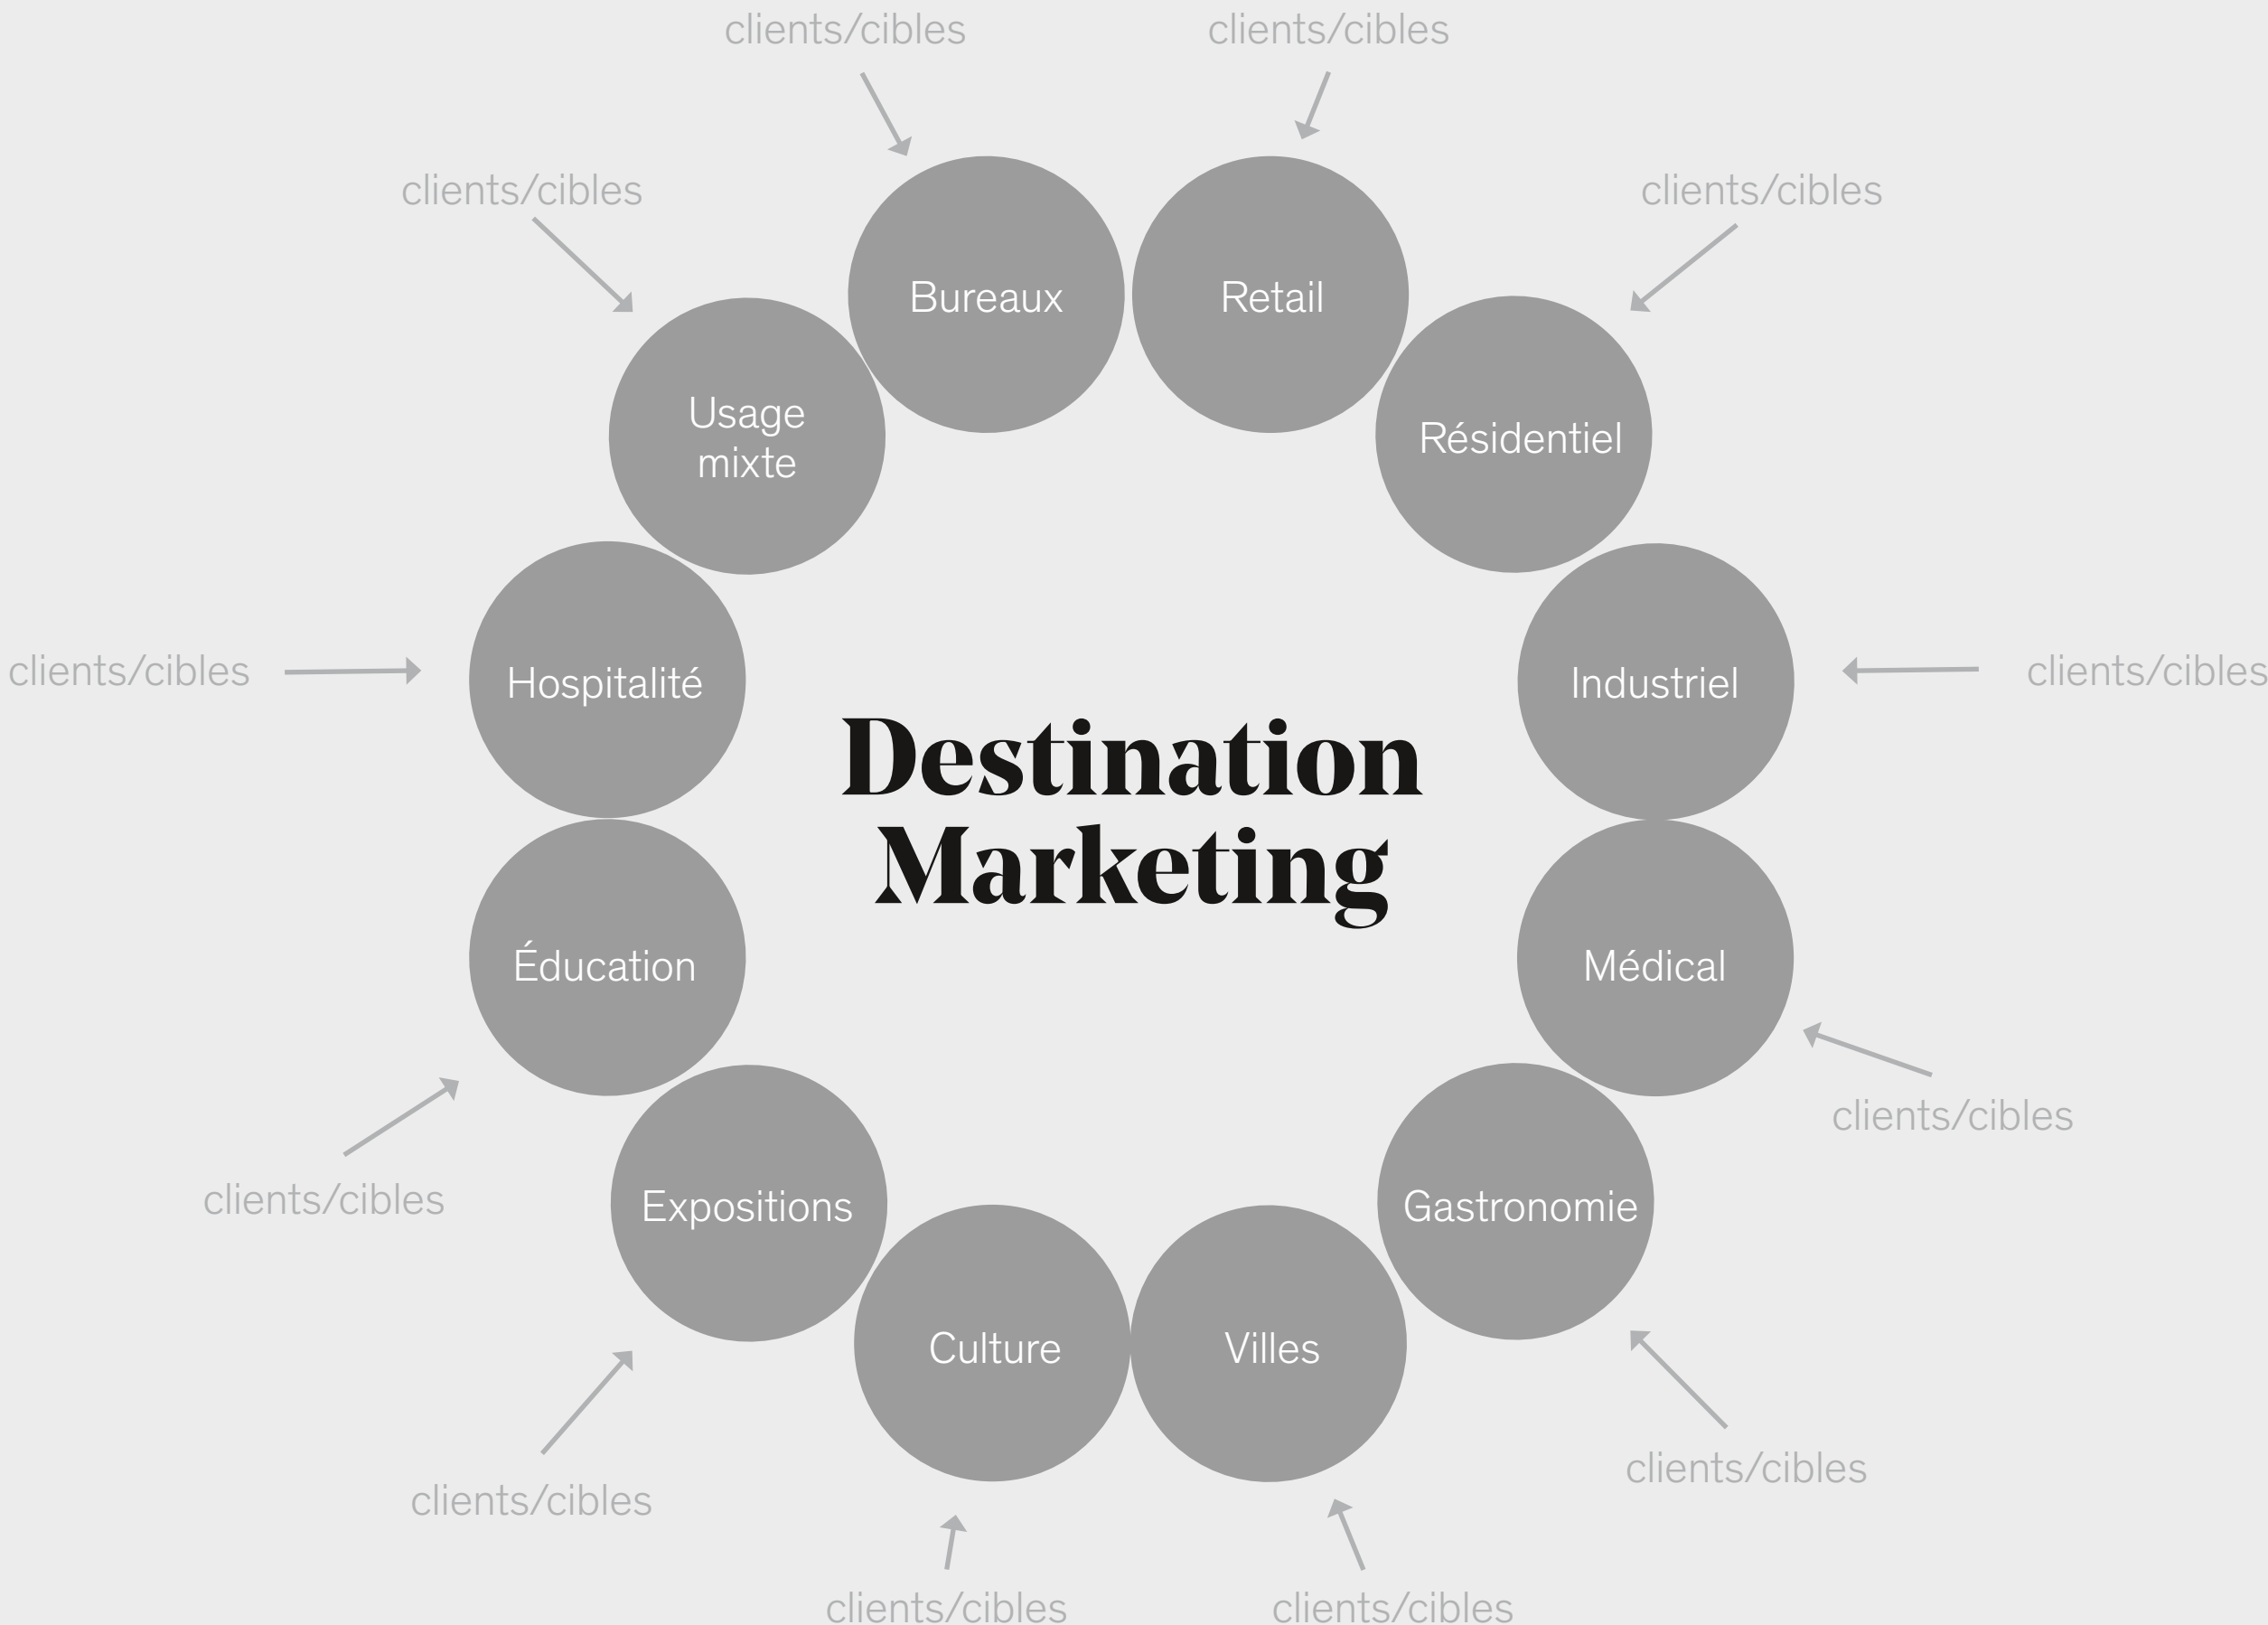 clients/cibles
clients/cibles
clients/cibles
clients/cibles
Bureaux
Retail
Usage
mixte
Résidentiel
clients/cibles
Hospitalité
Industriel
clients/cibles
Destination
Marketing
Éducation
Médical
clients/cibles
clients/cibles
Expositions
Gastronomie
Culture
Villes
clients/cibles
clients/cibles
clients/cibles
clients/cibles